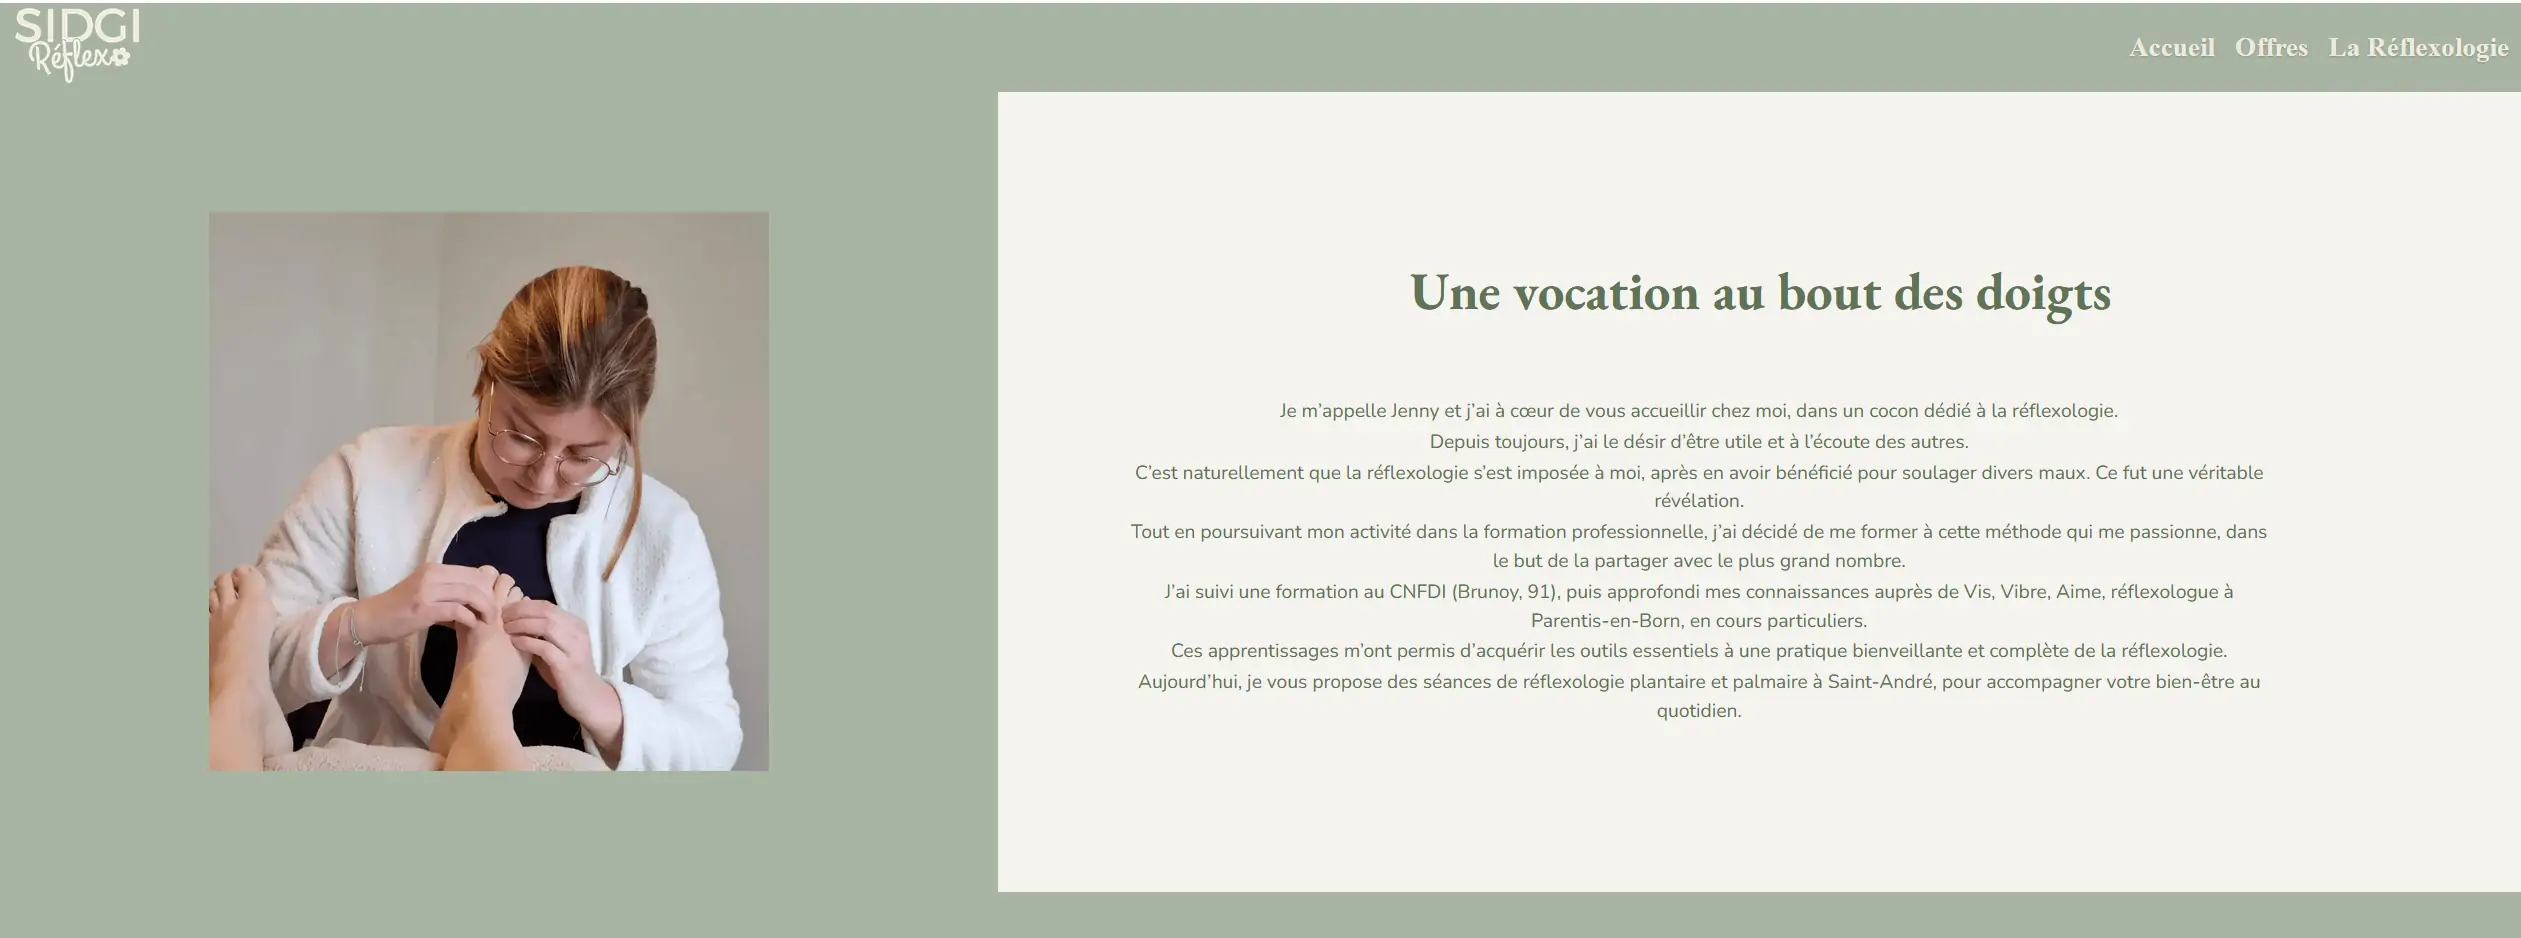 SIDGI
Réflexo
Accueil Offres La Réflexologie
Une vocation au bout des doigts
Je m’appelle Jenny et j’ai à cœur de vous accueillir chez moi, dans un cocon dédié à la réflexologie.
Depuis toujours, j’ai le désir d’être utile et à l’écoute des autres.
C’est naturellement que la réflexologie s’est imposée à moi, après en avoir bénéficié pour soulager divers maux. Ce fut une véritable
révélation.
Tout en poursuivant mon activité dans la formation professionnelle, j’ai décidé de me former à cette méthode qui me passionne, dans
le but de la partager avec le plus grand nombre.
J’ai suivi une formation au CNFDI (Brunoy, 91), puis approfondi mes connaissances auprès de Vis, Vibre, Aime, réflexologue à
Parentis-en-Born, en cours particuliers.
Ces apprentissages m’ont permis d’acquérir les outils essentiels à une pratique bienveillante et complète de la réflexologie.
Aujourd’hui, je vous propose des séances de réflexologie plantaire et palmaire à Saint-André, pour accompagner votre bien-être au
quotidien.